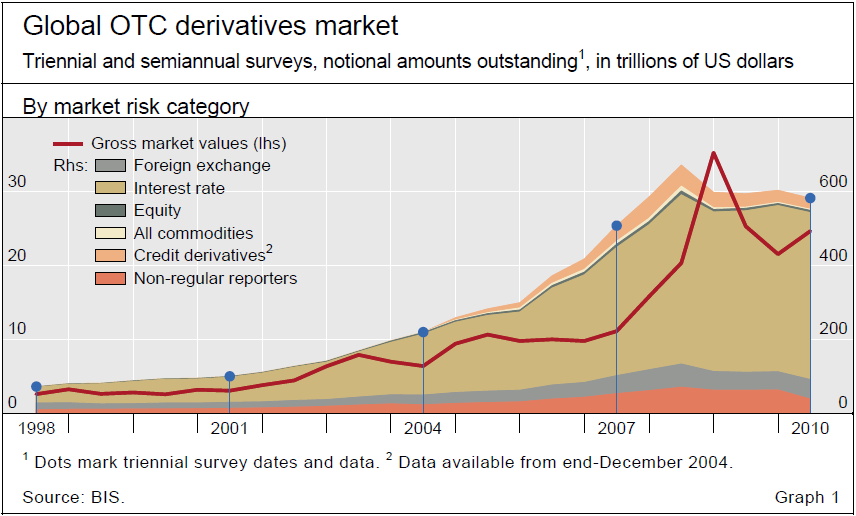 Global OTC derivatives market
Triennial and semiannual surveys, notional amounts outstanding¹, in trillions of US dollars
By market risk category
Gross market values (lhs)
Rhs:
Foreign exchange
Interest rate
Equity
All commodities
Credit derivatives²
Non-regular reporters
30
20
10
0
600
400
200
0
1998 2001 2004 2007 2010
¹ Dots mark triennial survey dates and data. ² Data available from end-December 2004.
Source: BIS. Graph 1